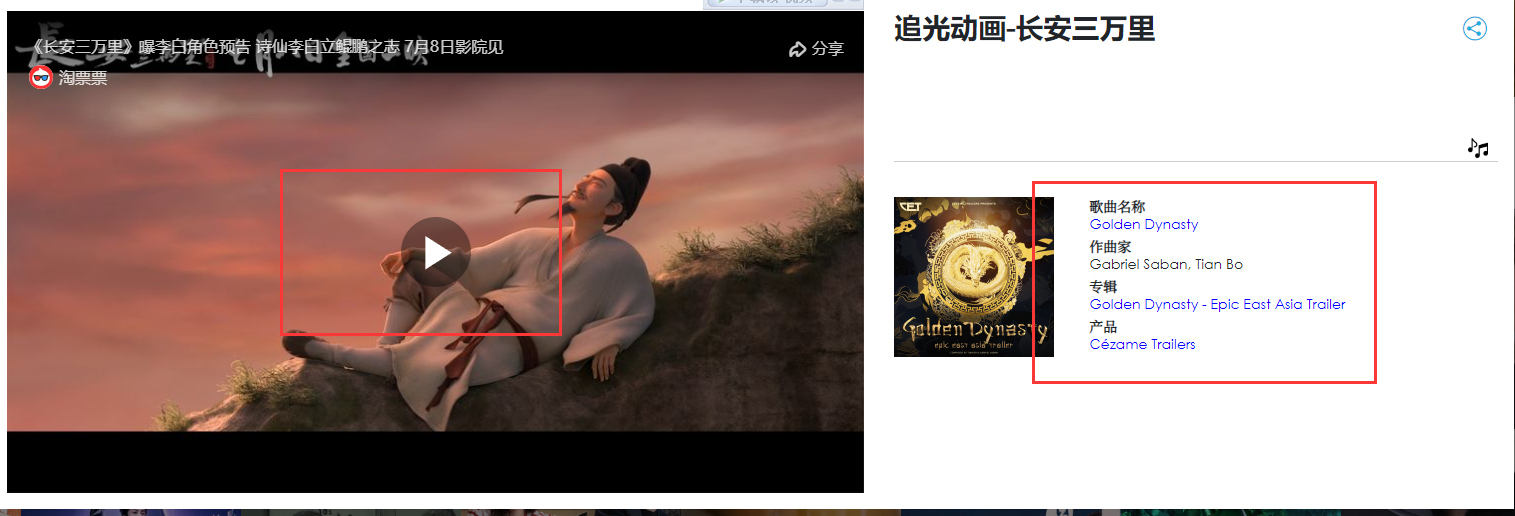 《长安三万里》曝李白角色预告 诗仙李白立鲲鹏之志 7月8日影院见
分享
淘票票
追光动画-长安三万里
CET
歌曲名称
Golden Dynasty
作曲家
Gabriel Saban, Tian Bo
专辑
Golden Dynasty - Epic East Asia Trailer
产品
Cézame Trailers
Golden Dynasty
epic east asia trailer